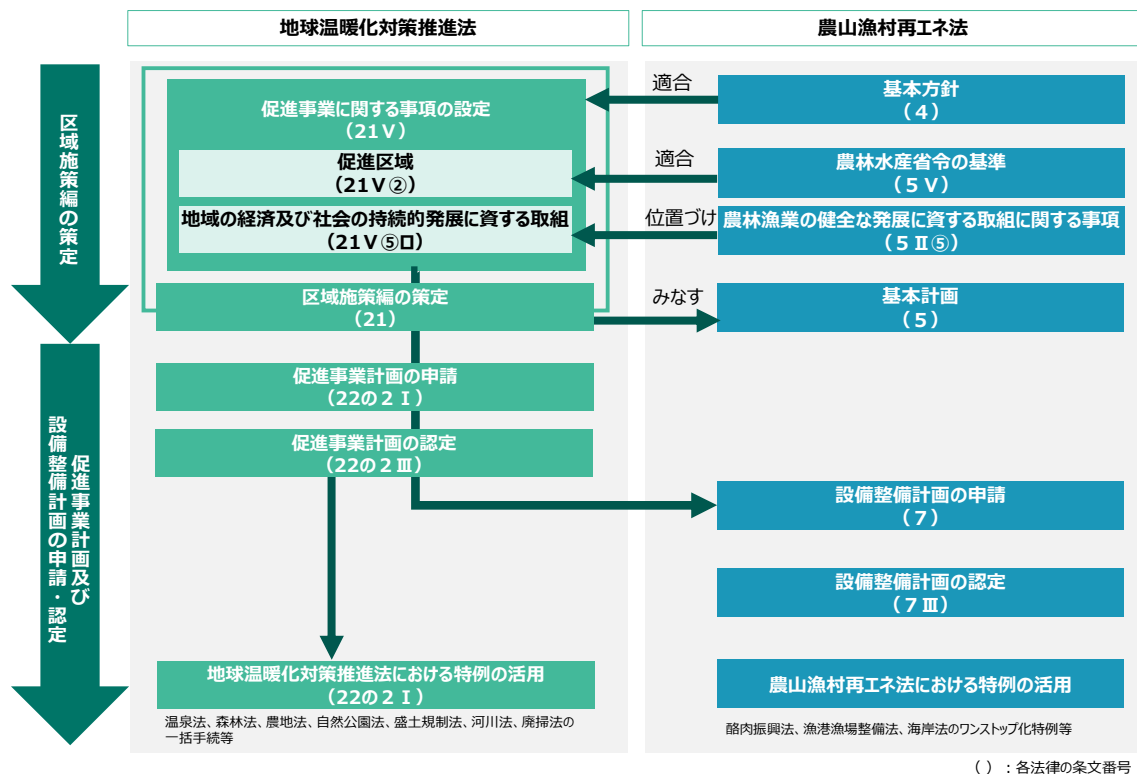 地球温暖化対策推進法
農山漁村再エネ法
区域施策編の策定
促進事業に関する事項の設定
(21Ⅴ)
促進区域
(21Ⅴ②)
地域の経済及び社会の持続的発展に資する取組
(21Ⅴ⑤ロ)
区域施策編の策定
(21)
適合
適合
位置づけ
みなす
基本方針
(4)
農林水産省令の基準
(5Ⅴ)
農林漁業の健全な発展に資する取組に関する事項
(5Ⅱ⑤)
基本計画
(5)
促進事業計画及び
設備整備計画の申請・認定
促進事業計画の申請
(22の2Ⅰ)
促進事業計画の認定
(22の2Ⅲ)
設備整備計画の申請
(7)
設備整備計画の認定
(7Ⅲ)
地球温暖化対策推進法における特例の活用
(22の2Ⅰ)
温泉法、森林法、農地法、自然公園法、盛土規制法、河川法、廃掃法の
一括手続等
農山漁村再エネ法における特例の活用
酪肉振興法、漁港漁場整備法、海岸法のワンストップ化特例等
( ):各法律の条文番号